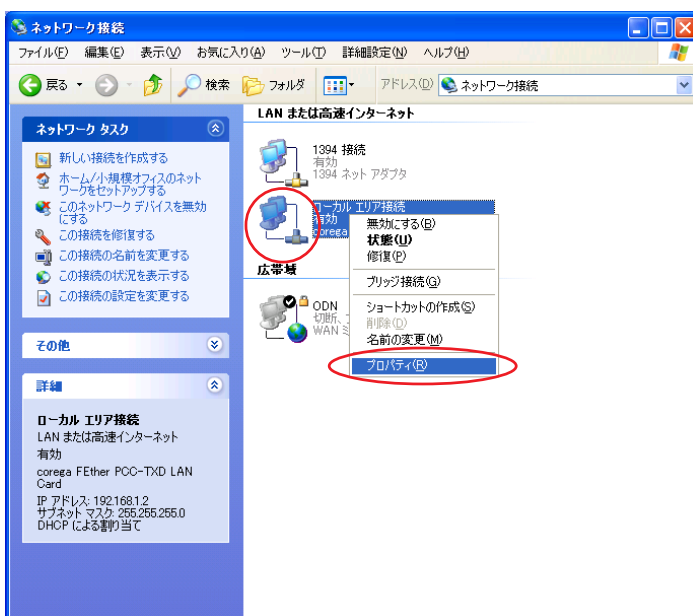 ネットワーク接続
ファイル(F) 編集(E) 表示(V) お気に入り(A) ツール(T) 詳細設定(N) ヘルプ(H)
戻る 検索 フォルダ アドレス(D) ネットワーク接続
ネットワーク タスク
新しい接続を作成する
ホーム/小規模オフィスのネット
ワークをセットアップする
このネットワーク デバイスを無効
にする
この接続を修復する
この接続の名前を変更する
この接続の状況を表示する
この接続の設定を変更する
その他
詳細
ローカル エリア接続
LAN または高速インターネット
有効
corega FEther PCC-TXD LAN
Card
IP アドレス: 192.168.1.2
サブネット マスク: 255.255.255.0
DHCP による割り当て
LAN または高速インターネット
1394 接続
有効
1394 ネット アダプタ
ローカル エリア接続
有効
corega
広帯域
ODN
切断、
WAN
無効にする(B)
状態(U)
修復(P)
ブリッジ接続(G)
ショートカットの作成(S)
削除(D)
名前の変更(M)
プロパティ(R)